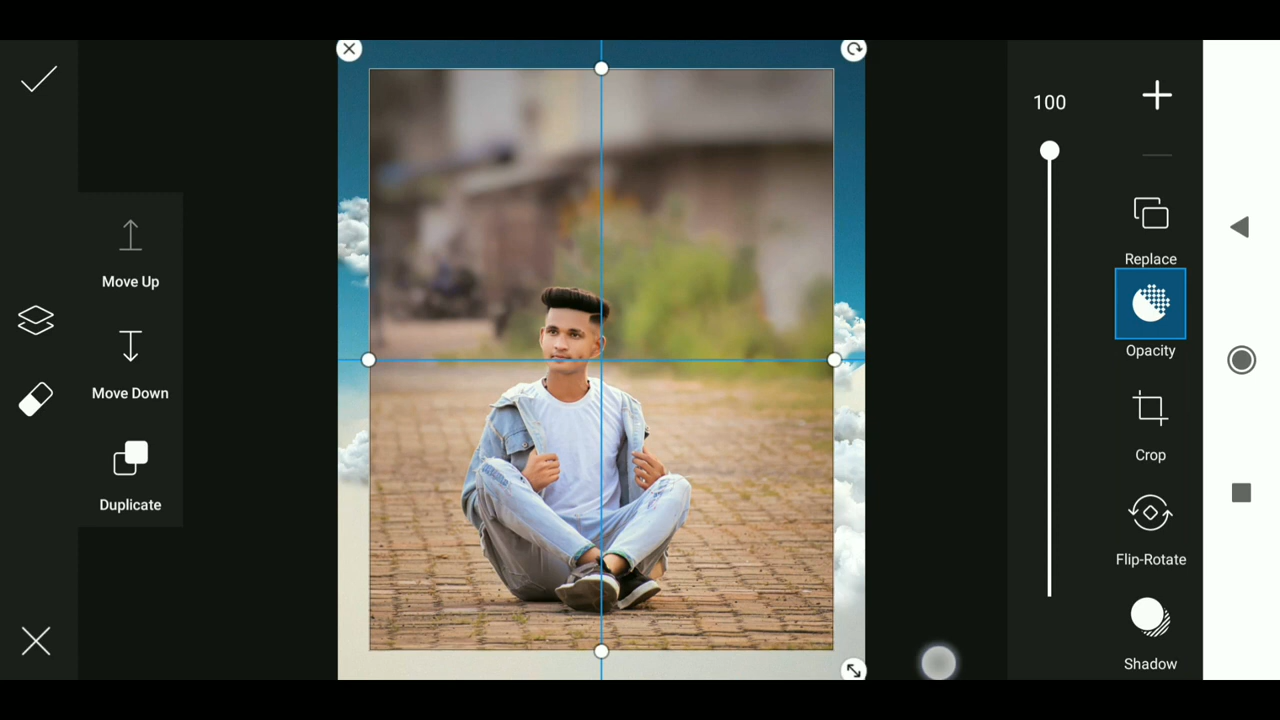 Move Up
Move Down
Duplicate
100
Replace
Opacity
Crop
Flip-Rotate
Shadow